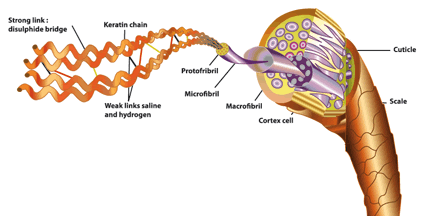 Strong link :
disulphide bridge
Keratin chain
Weak links saline
and hydrogen
Protofibril
Microfibril
Macrofibril
Cortex cell
Cuticle
Scale